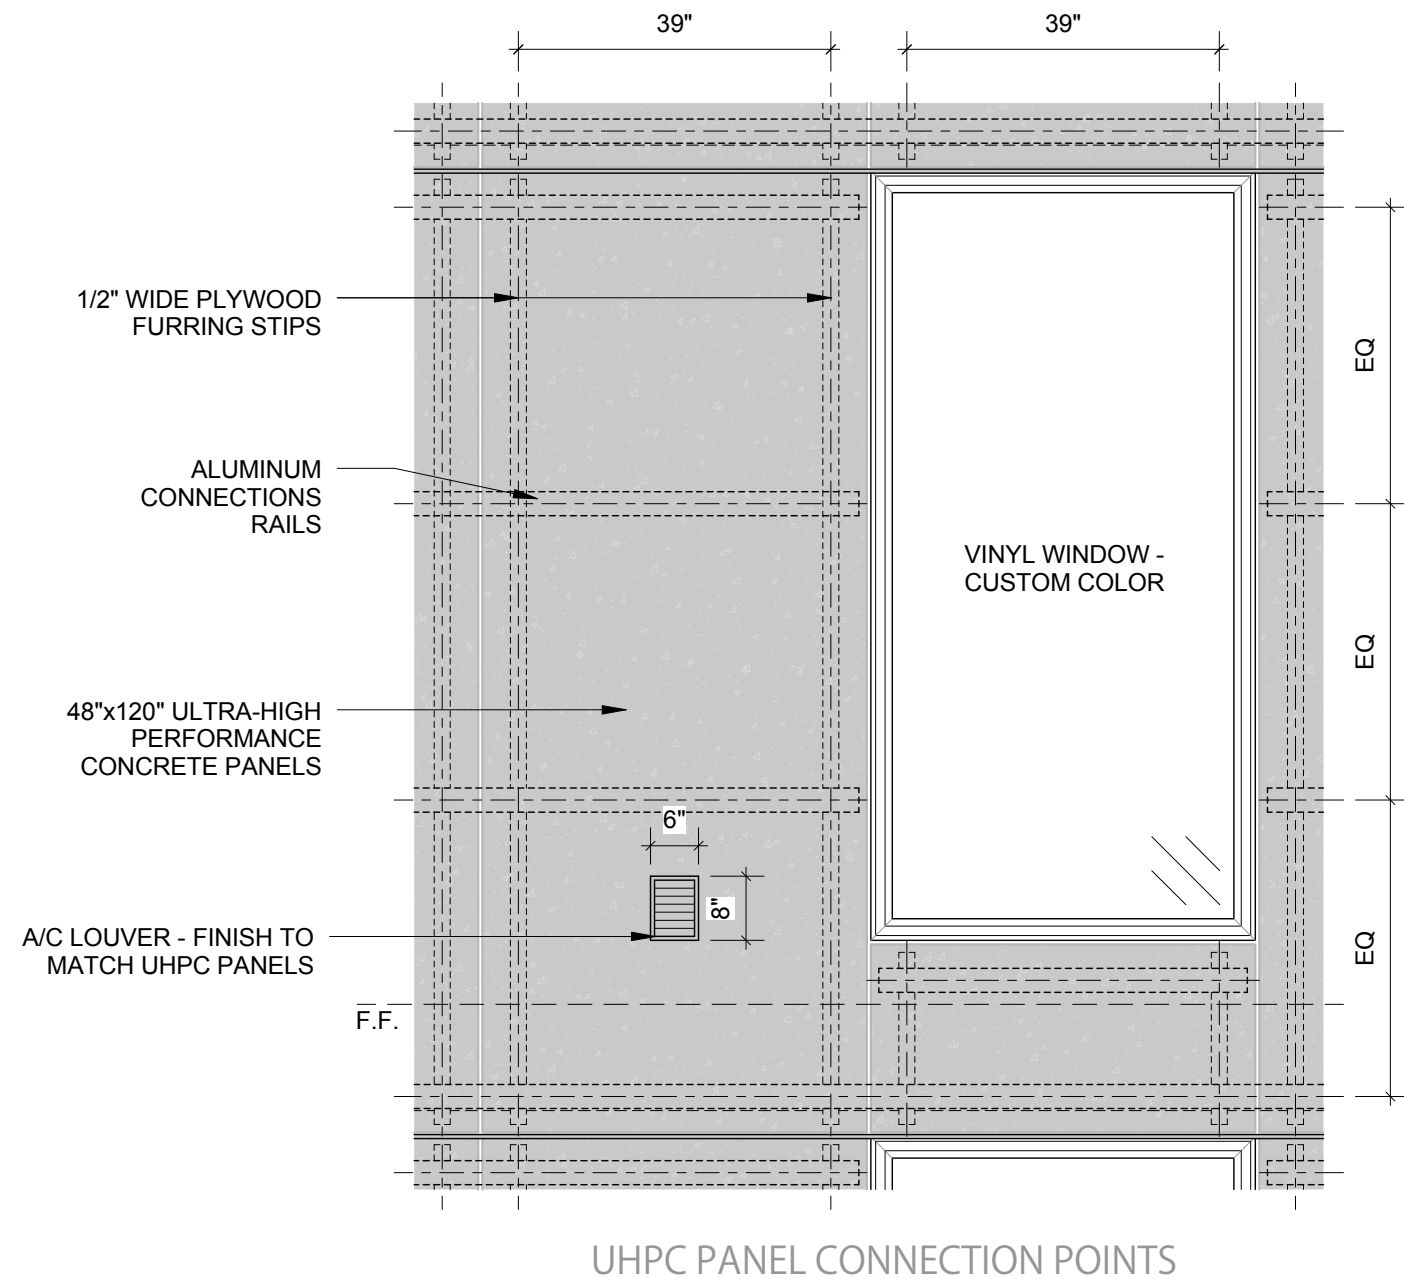 39"
39"
1/2" WIDE PLYWOOD
FURRING STIPS
EQ
ALUMINUM
CONNECTIONS
RAILS
VINYL WINDOW -
CUSTOM COLOR
EQ
48"x120" ULTRA-HIGH
PERFORMANCE
CONCRETE PANELS
6"
8"
A/C LOUVER - FINISH TO
MATCH UHPC PANELS
EQ
F.F.
UHPC PANEL CONNECTION POINTS